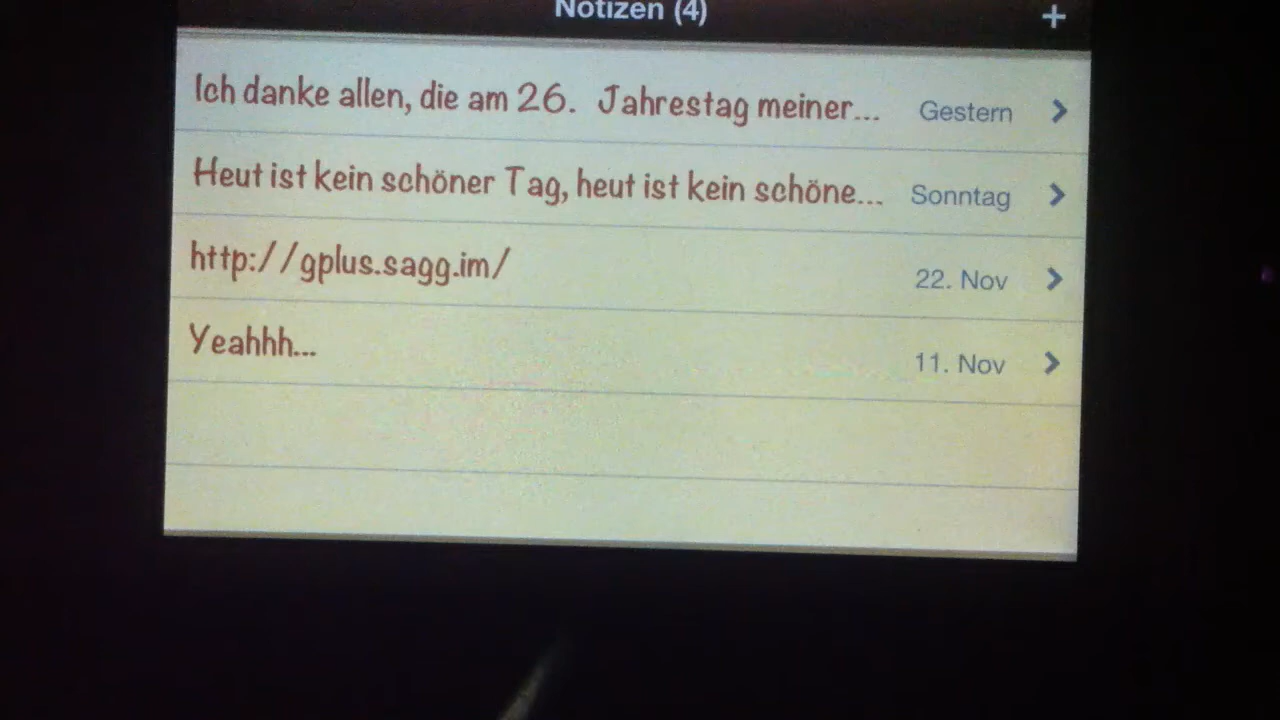 Notizen (4) +
Ich danke allen, die am 26. Jahrestag meiner... Gestern
Heut ist kein schöner Tag, heut ist kein schöne... Sonntag
http://gplus.sagg.im/ 22. Nov
Yeahhh... 11. Nov